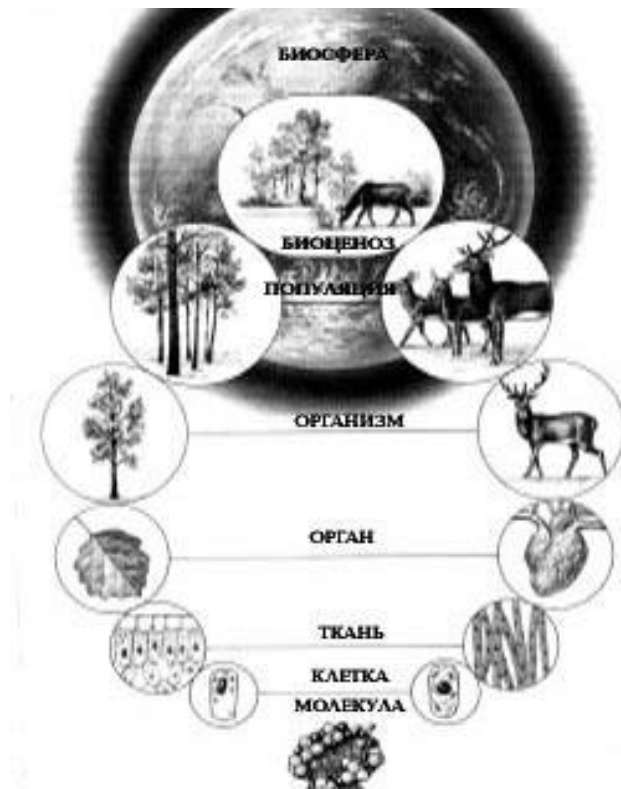 БИОСФЕРА
БИОЦЕНОЗ
ПОПУЛЯЦИЯ
ОРГАНИЗМ
ОРГАН
ТКАНЬ
КЛЕТКА
МОЛЕКУЛА